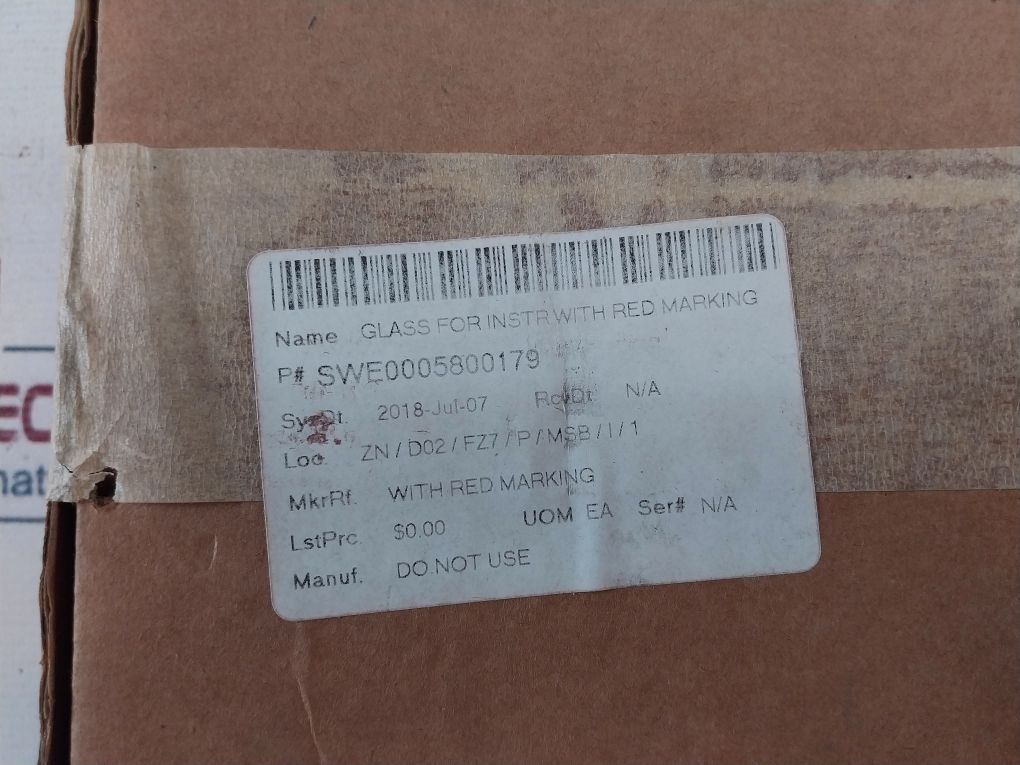 Name GLASS FOR INSTR WITH RED MARKING
P# SWE0005800179
SysDt. 2018-Jul-07 RcvDt N/A
Loc. ZN / D02 / FZ7 / P / MSB / I / 1
MkrRf. WITH RED MARKING
LstPrc. $0.00 UOM EA Ser# N/A
Manuf. DO NOT USE
EC
mat